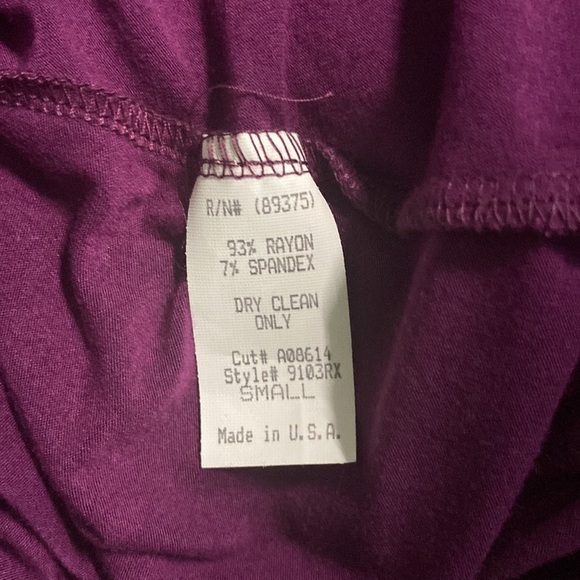 R/N# (89375)
93% RAYON
7% SPANDEX
DRY CLEAN
ONLY
Cut# A08614
Style# 9103RX
SMALL
Made in U.S.A.